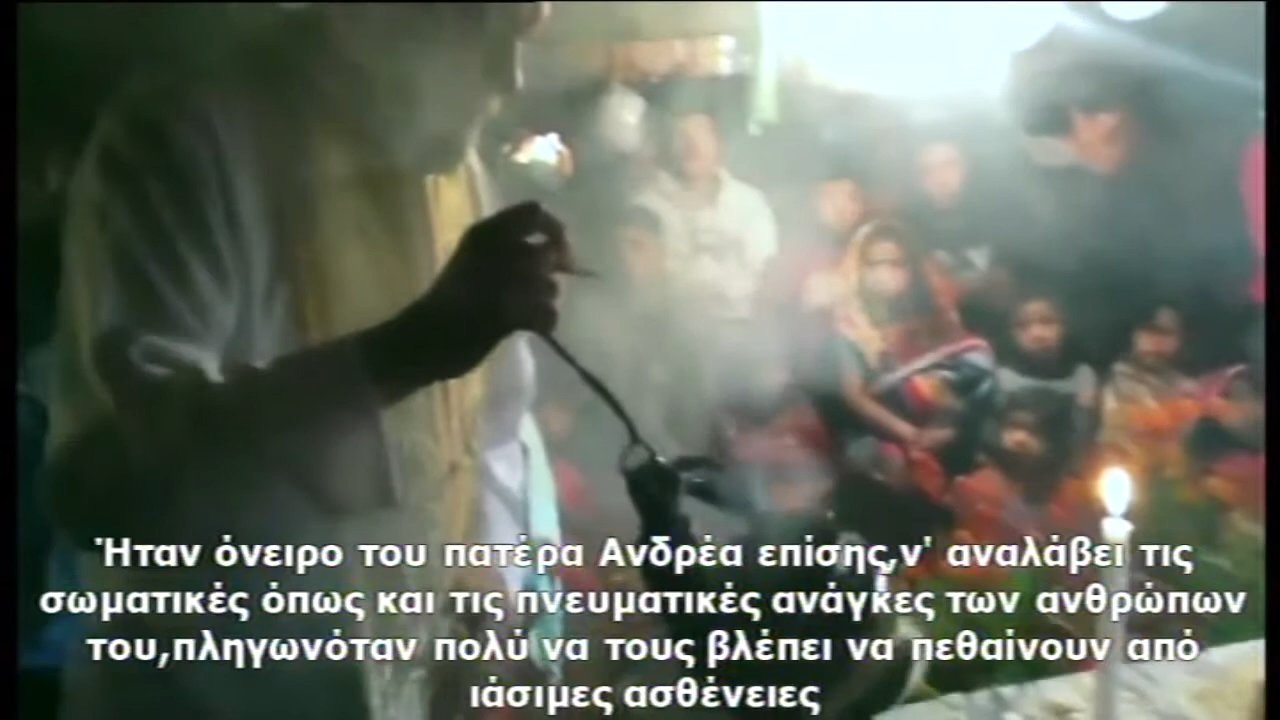 Ήταν όνειρο του πατέρα Ανδρέα επίσης,ν' αναλάβει τις
σωματικές όπως και τις πνευματικές ανάγκες των ανθρώπων
του,πληγωνόταν πολύ να τους βλέπει να πεθαίνουν από
ιάσιμες ασθένειες